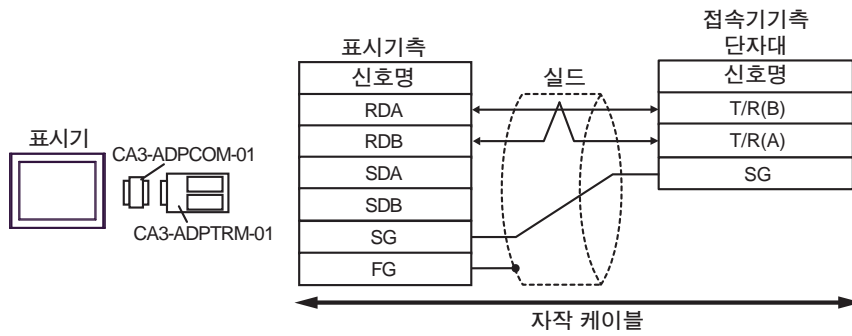 표시기
CA3-ADPCOM-01
CA3-ADPTRM-01
표시기측
신호명
RDA
RDB
SDA
SDB
SG
FG
실드
접속기기측
단자대
신호명
T/R(B)
T/R(A)
SG
자작 케이블